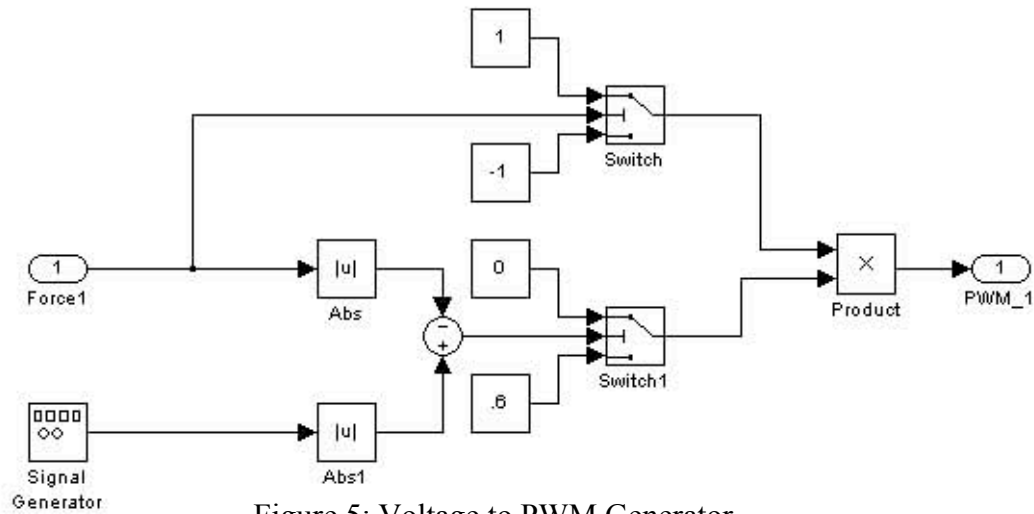 1
Switch
-1
1
Force1
|u|
Abs
0
×
Product
1
PWM_1
−
+
Switch1
.6
|u|
Abs1
Signal
Generator
Figure 5: Voltage to PWM Generator